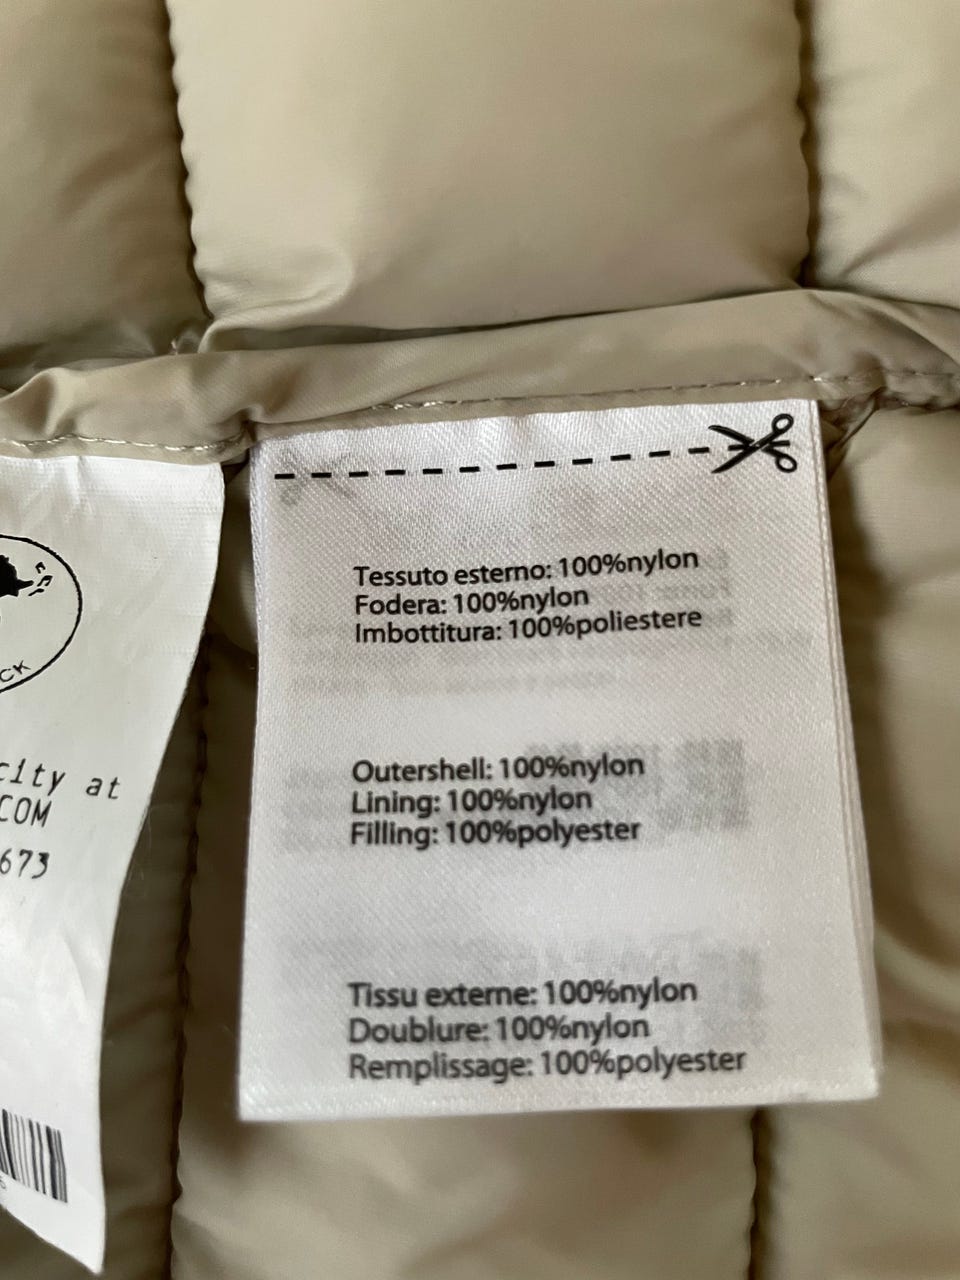 Tessuto esterno: 100%nylon
Fodera: 100%nylon
Imbottitura: 100%poliestere
Outershell: 100%nylon
Lining: 100%nylon
Filling: 100%polyester
Tissu externe: 100%nylon
Doublure: 100%nylon
Remplissage: 100%polyester
at
COM
673